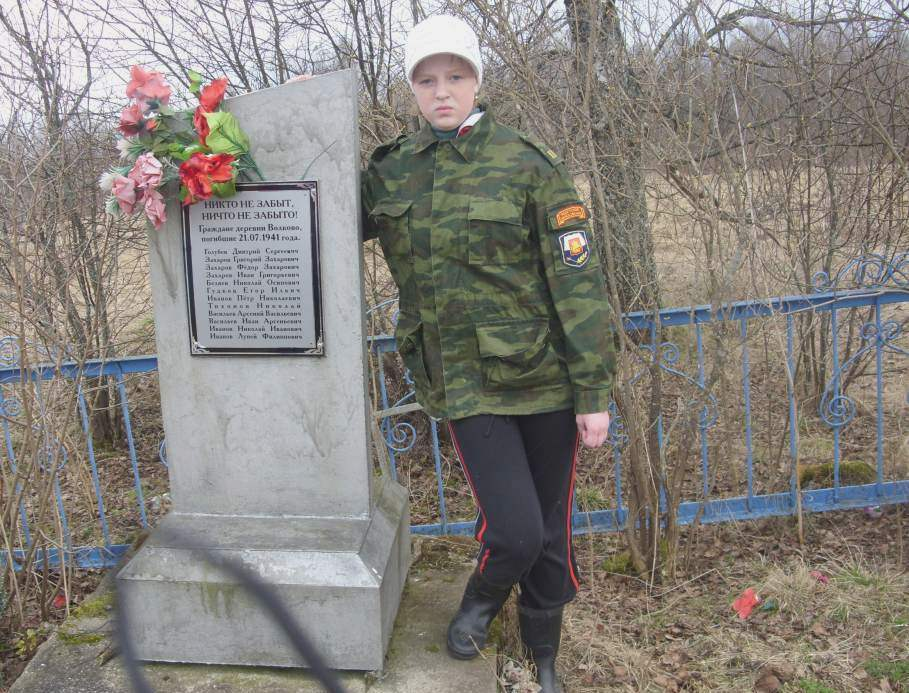 НИКТО НЕ ЗАБЫТ,
НИЧТО НЕ ЗАБЫТО!
Граждане деревни Волково,
погибшие 21.07.1941 года.
Голубев Дмитрий Сергеевич
Захаров Григорий Захарович
Захаров Фёдор Захарович
Захаров Иван Григорьевич
Беляев Николай Осипович
Гудков Егор Ильич
Иванов Пётр Николаевич
Тихонов Николай
Васильев Арсений Васильевич
Васильев Иван Арсеньевич
Иванов Николай Иванович
Иванов Лупей Филиппович